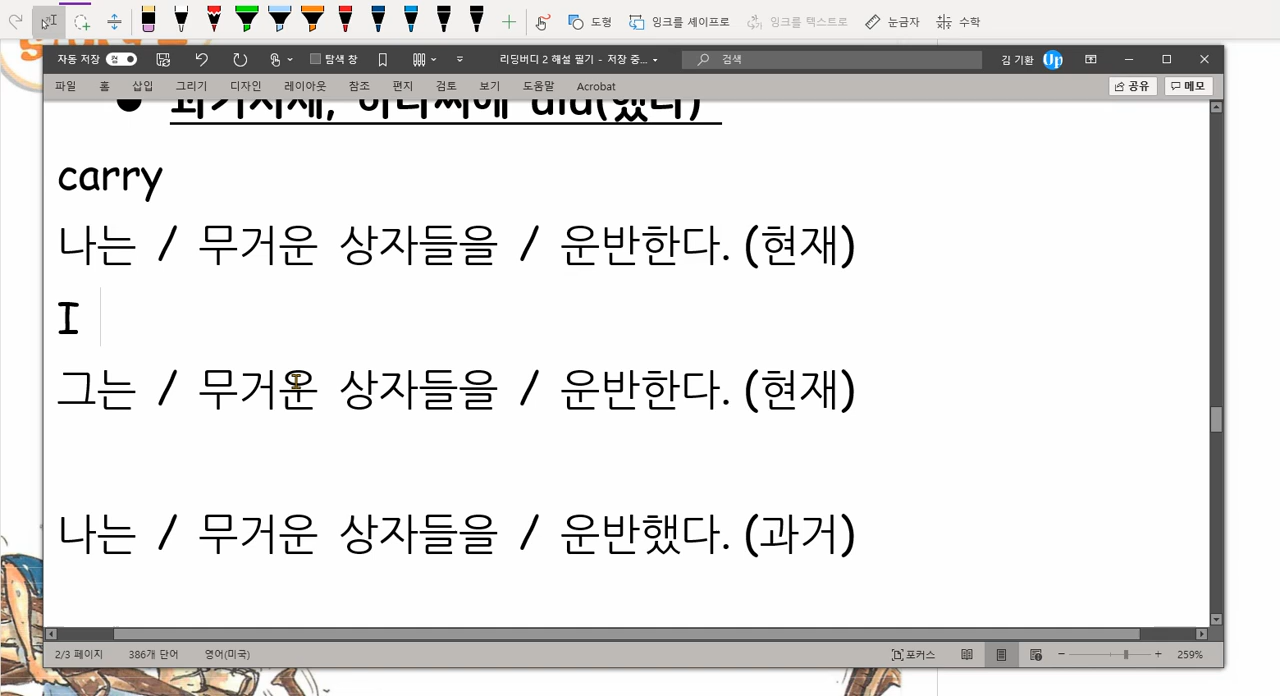 도형
잉크를 셰이프로
잉크를 텍스트로
눈금자
수학
자동 저장
탐색 창
리딩버디 2 해설 필기 - 저장 중...
검색
김 기환
Up
파일 홈 삽입 그리기 디자인 레이아웃 참조 편지 검토 보기 도움말 Acrobat
공유
메모
carry
나는 / 무거운 상자들을 / 운반한다. (현재)
I
그는 / 무거운 상자들을 / 운반한다. (현재)
나는 / 무거운 상자들을 / 운반했다. (과거)
2/3 페이지 386개 단어 영어(미국)
포커스
259%